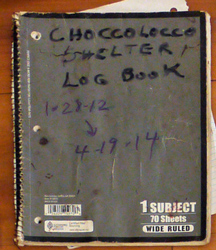 CHOCCOLOCCO
SHELTER
LOG BOOK
1-28-12
4-19-14
1 SUBJECT
70 Sheets
WIDE RULED